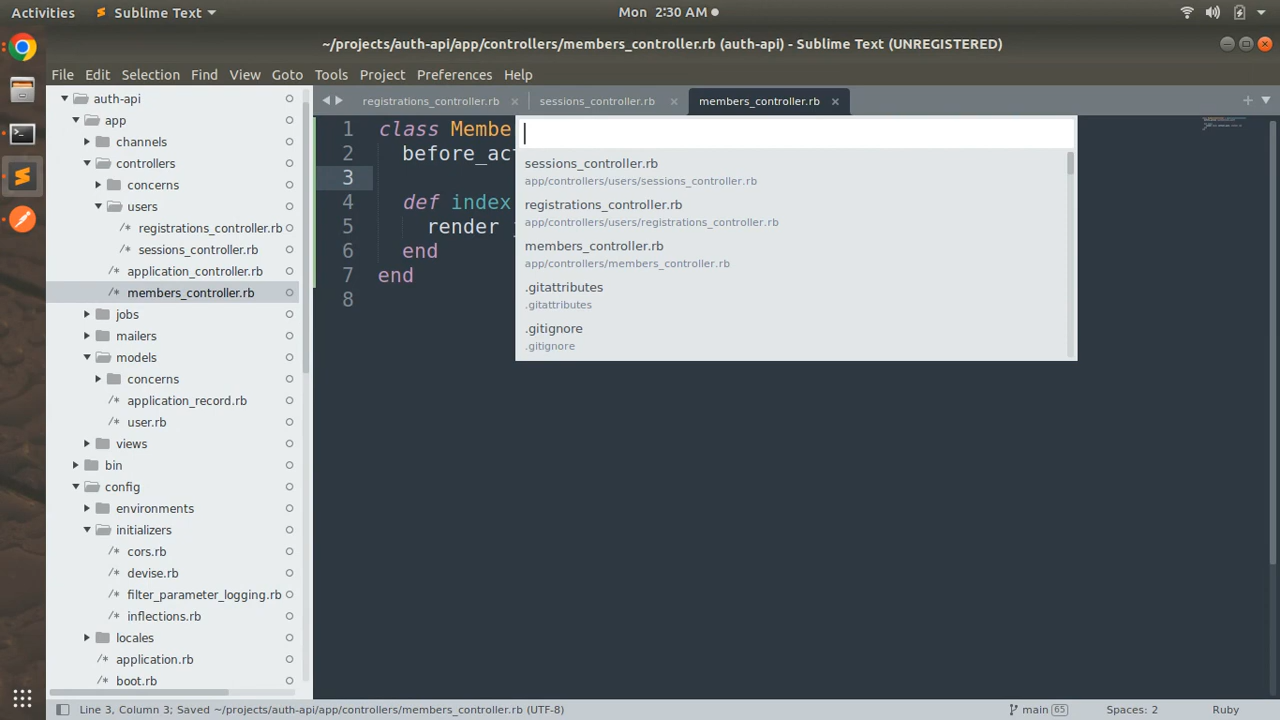 Activities Sublime Text Mon 2:30 AM
~/projects/auth-api/app/controllers/members_controller.rb (auth-api) - Sublime Text (UNREGISTERED)
File Edit Selection Find View Goto Tools Project Preferences Help
auth-api
app
channels
controllers
concerns
users
/* registrations_controller.rb
/* sessions_controller.rb
/* application_controller.rb
/* members_controller.rb
jobs
mailers
models
concerns
/* application_record.rb
/* user.rb
views
bin
config
environments
initializers
/* cors.rb
/* devise.rb
/* filter_parameter_logging.rb
/* inflections.rb
locales
/* application.rb
/* boot.rb
registrations_controller.rb × sessions_controller.rb × members_controller.rb ×
1 class Membe
2 before_ac
3
4 def index
5 render
6 end
7 end
8
sessions_controller.rb
app/controllers/users/sessions_controller.rb
registrations_controller.rb
app/controllers/users/registrations_controller.rb
members_controller.rb
app/controllers/members_controller.rb
.gitattributes
.gitattributes
.gitignore
.gitignore
Line 3, Column 3; Saved ~/projects/auth-api/app/controllers/members_controller.rb (UTF-8) main 65 Spaces: 2 Ruby